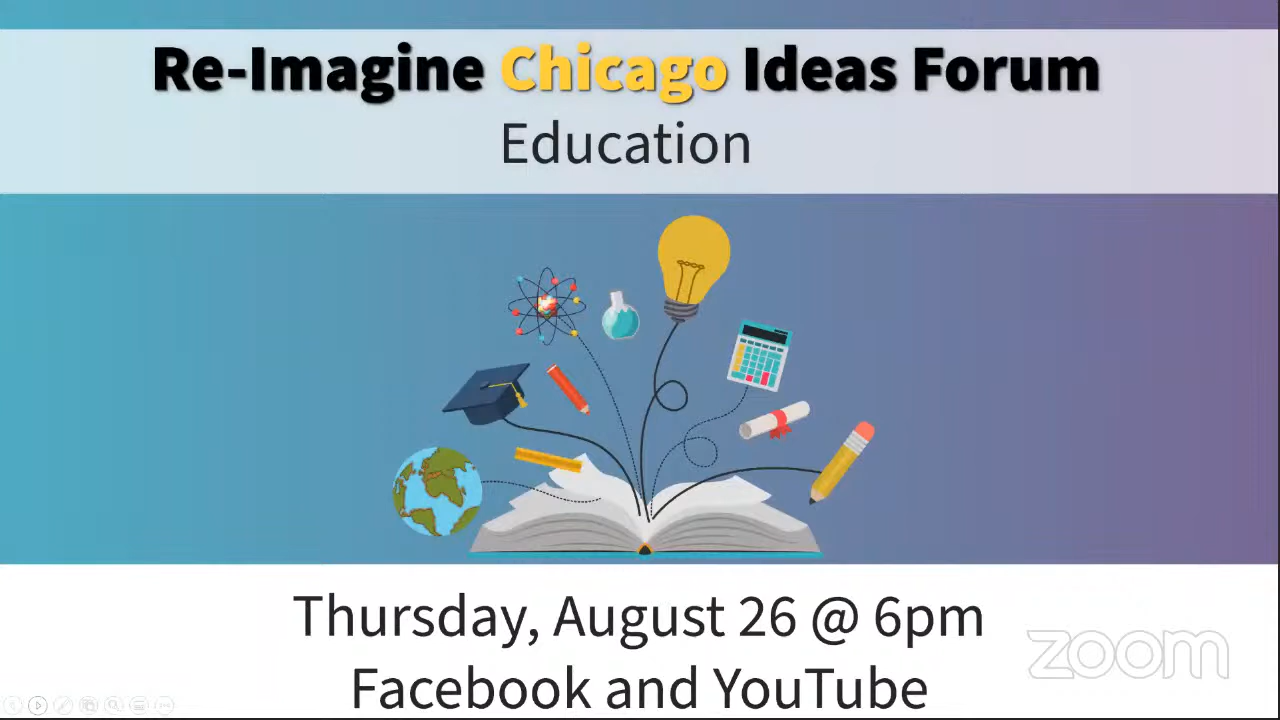 Re-Imagine Chicago Ideas Forum
Education
Thursday, August 26 @ 6pm
zoom
Facebook and YouTube